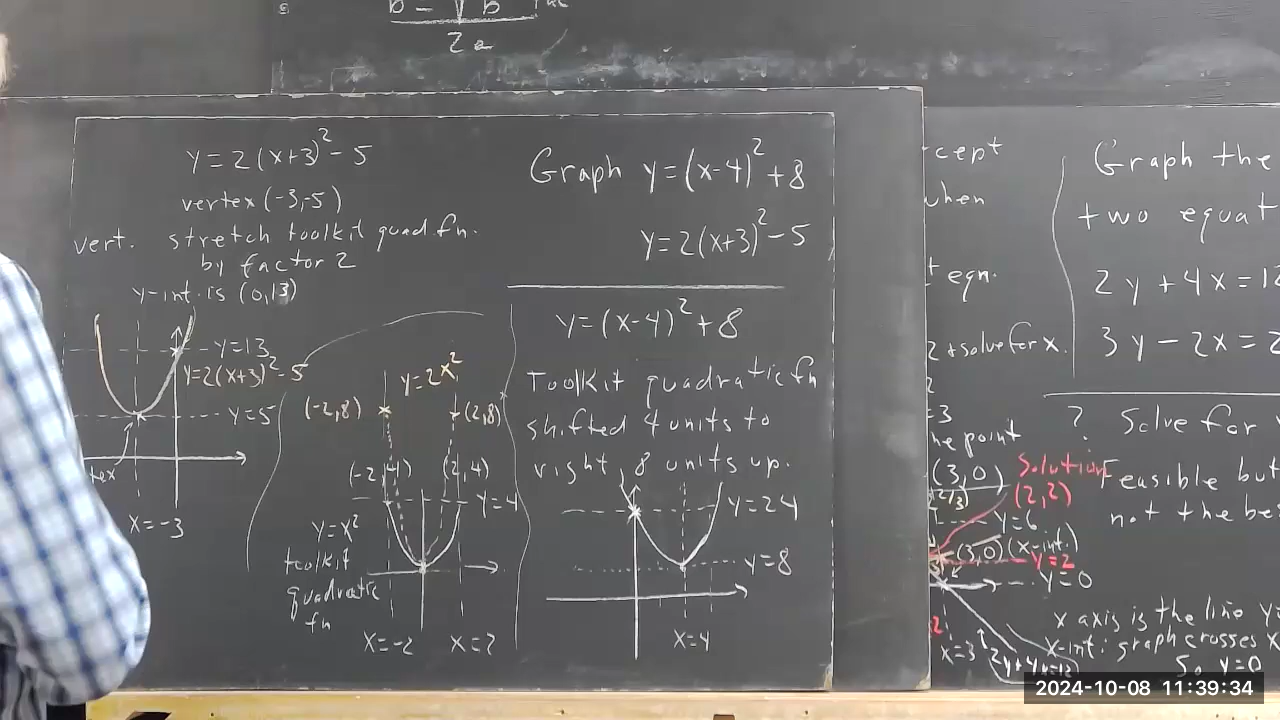 2a
y=2(x+3)²-5
vertex(-3,-5)
vert. stretch toolkit quad.fn.
by factor 2
y-int. is (0,13)
y=13
y=2(x+3)²-5
y=5
x=-3
Graph y=(x-4)²+8
y=2(x+3)²-5
y=2x²
(-2,8)
(2,8)
(-2,4)
(2,4)
y=4
y=x²
toolkit
quadratic
fn
x=-2
x=2
y=(x-4)²+8
Toolkit quadratic fn
shifted 4 units to
right, 8 units up.
y=24
y=8
x=4
when
eqn.
2 + solve for x.
=3
point
(3,0)
Solution
(2,2)
y=6
(3,0) (x-int.)
y=2
y=0
x=3
2y+4x=12
Graph the
two equat
2y+4x=12
3y-2x=2
? Solve for
Feasible but
not the be
x axis is the line y
x-int: graph crosses x
So y=0
2024-10-08 11:39:34